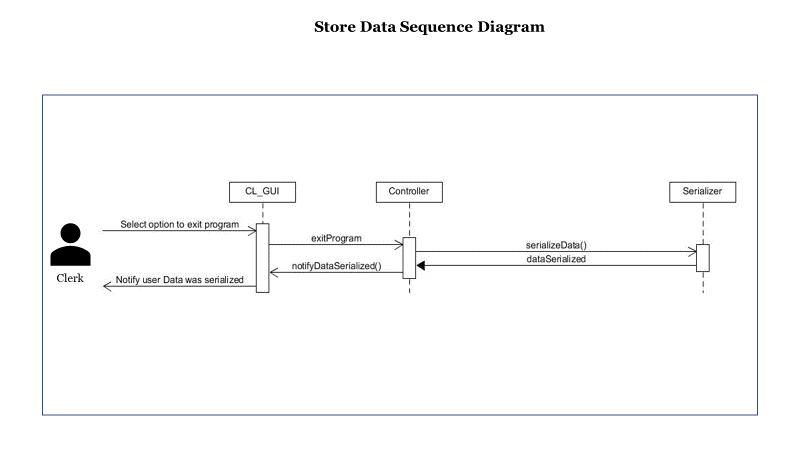 Store Data Sequence Diagram
CL_GUI
Controller
Serializer
Select option to exit program
exitProgram
serializeData()
dataSerialized
notifyDataSerialized()
Clerk
Notify user Data was serialized